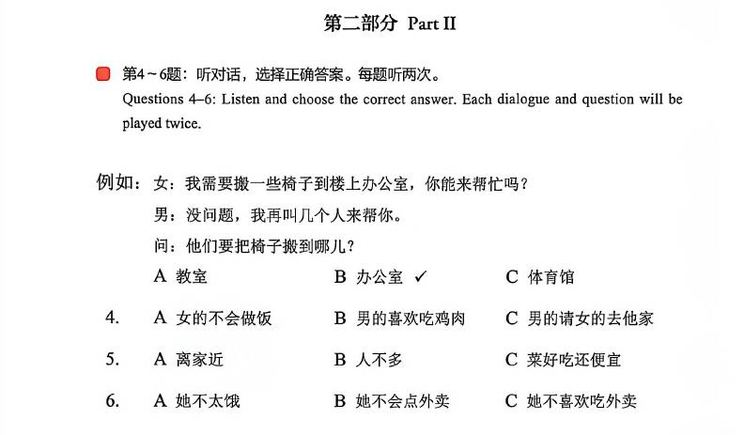 第二部分 Part II
第4～6题：听对话，选择正确答案。每题听两次。
Questions 4–6: Listen and choose the correct answer. Each dialogue and question will be
played twice.
例如：女：我需要搬一些椅子到楼上办公室，你能来帮忙吗？
男：没问题，我再叫几个人来帮你。
问：他们要把椅子搬到哪儿？
A 教室 B 办公室 ✓ C 体育馆
4. A 女的不会做饭 B 男的喜欢吃鸡肉 C 男的请女的去他家
5. A 离家近 B 人不多 C 菜好吃还便宜
6. A 她不太饿 B 她不会点外卖 C 她不喜欢吃外卖